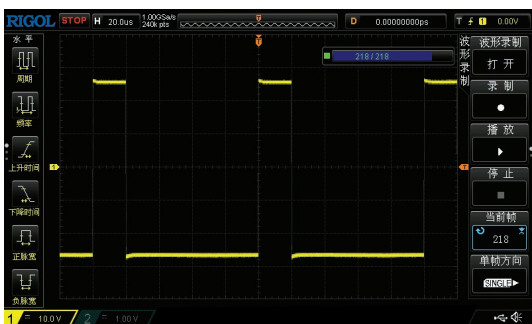 RIGOL STOP H 20.0us 1.00GSa/s 240k pts D 0.00000000ps T 1 0.00V
水平
周期
频率
上升时间
下降时间
正脉宽
负脉宽
T
218/218
1
T
波形录制
波形录制
打开
录制
播放
停止
当前帧
218
单帧方向
SINGLE
1 = 10.0 V 2 = 1.00 V